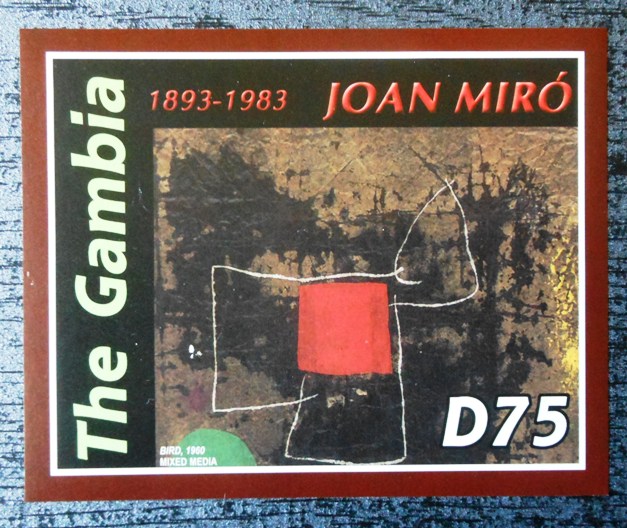 The Gambia
1893-1983
JOAN MIRÓ
D75
BIRD, 1960
MIXED MEDIA